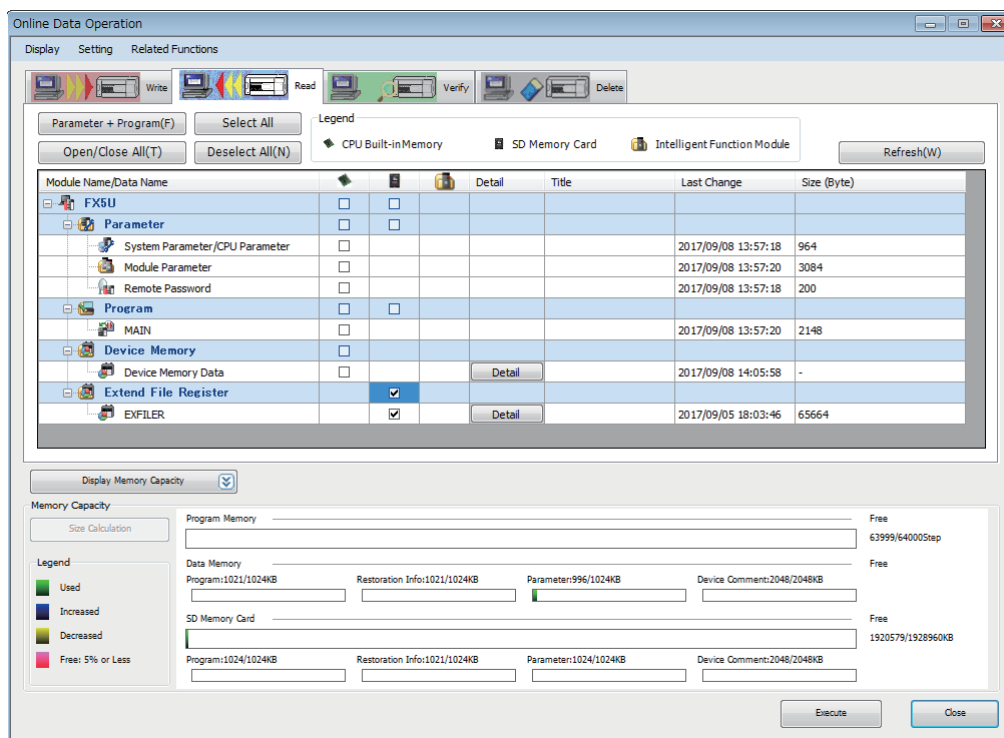 Online Data Operation
Display Setting Related Functions
Write Read Verify Delete
Parameter + Program(F) Select All Legend
CPU Built-inMemory SD Memory Card Intelligent Function Module
Open/Close All(T) Deselect All(N) Refresh(W)
Module Name/Data Name Detail Title Last Change Size (Byte)
FX5U
Parameter
System Parameter/CPU Parameter 2017/09/08 13:57:18 964
Module Parameter 2017/09/08 13:57:20 3084
Remote Password 2017/09/08 13:57:18 200
Program
MAIN 2017/09/08 13:57:20 2148
Device Memory
Device Memory Data Detail 2017/09/08 14:05:58 -
Extend File Register
EXFILER Detail 2017/09/05 18:03:46 65664
Display Memory Capacity
Memory Capacity
Size Calculation
Legend
Used
Increased
Decreased
Free: 5% or Less
Program Memory Free
63999/64000Step
Data Memory Free
Program:1021/1024KB Restoration Info:1021/1024KB Parameter:996/1024KB Device Comment:2048/2048KB
SD Memory Card Free
1920579/1928960KB
Program:1024/1024KB Restoration Info:1021/1024KB Parameter:1024/1024KB Device Comment:2048/2048KB
Execute Close